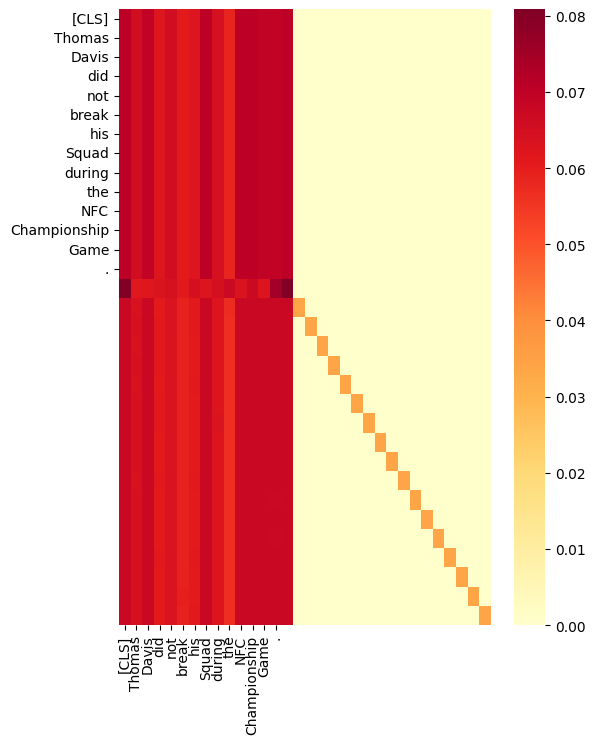 [CLS]
Thomas
Davis
did
not
break
his
Squad
during
the
NFC
Championship
Game
.
0.08
0.07
0.06
0.05
0.04
0.03
0.02
0.01
0.00
[CLS]
Thomas
Davis
did
not
break
his
Squad
during
the
NFC
Championship
Game
.